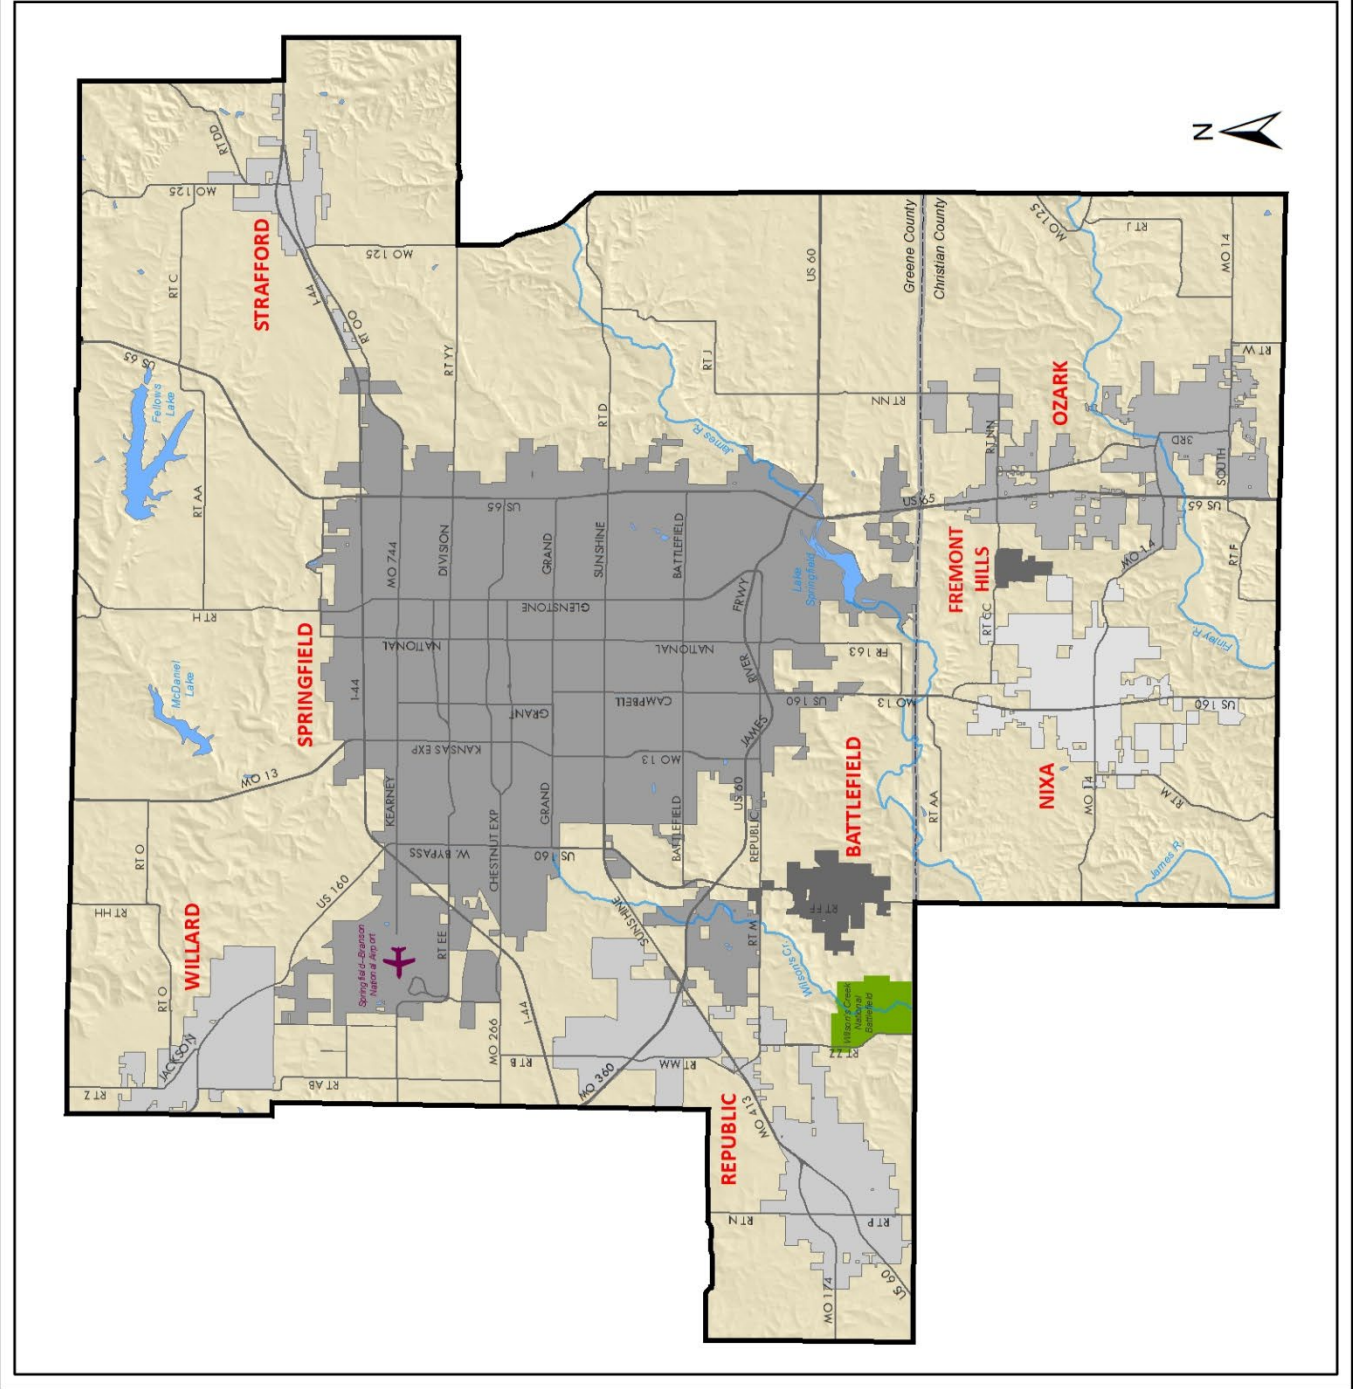 N
RT DD
MO 125
STRAFFORD
RT C
MO 125
I-44
RT OO
US 65
Fellows
Lake
RT AA
RT YY
RT D
RT J
US 60
Greene County
Christian County
MO 125
RT J
MO 14
RT W
RT NN
OZARK
RT NN
3RD
SOUTH
James R.
US 65
US 65
US 65
MO 744
DIVISION
GRAND
SUNSHINE
BATTLEFIELD
FREMONT
HILLS
MO 14
RT F
Lake
Springfield
RT H
GLENSTONE
FRWY
RT CC
Finley R.
SPRINGFIELD
McDaniel
Lake
NATIONAL
NATIONAL
FR 163
RIVER
I-44
GRANT
CAMPBELL
US 160
MO 13
US 160
MO 13
KANSAS EXP
MO 13
JAMES
BATTLEFIELD
NIXA
MO 14
RT M
KEARNEY
GRAND
BATTLEFIELD
US 60
REPUBLIC
RT AA
RT O
W. BYPASS
CHESTNUT EXP
US 60
James R.
US 160
RT HH
WILLARD
Springfield-Branson
National Airport
RT EE
SUNSHINE
RT M
RT FF
Wilson's Cr.
Wilson's Creek
National
Battlefield
RT ZZ
RT O
JACKSON
I-44
MO 266
RT B
RT MM
MO 360
RT Z
RT AB
REPUBLIC
MO 413
RT N
RT P
MO 174
US 60